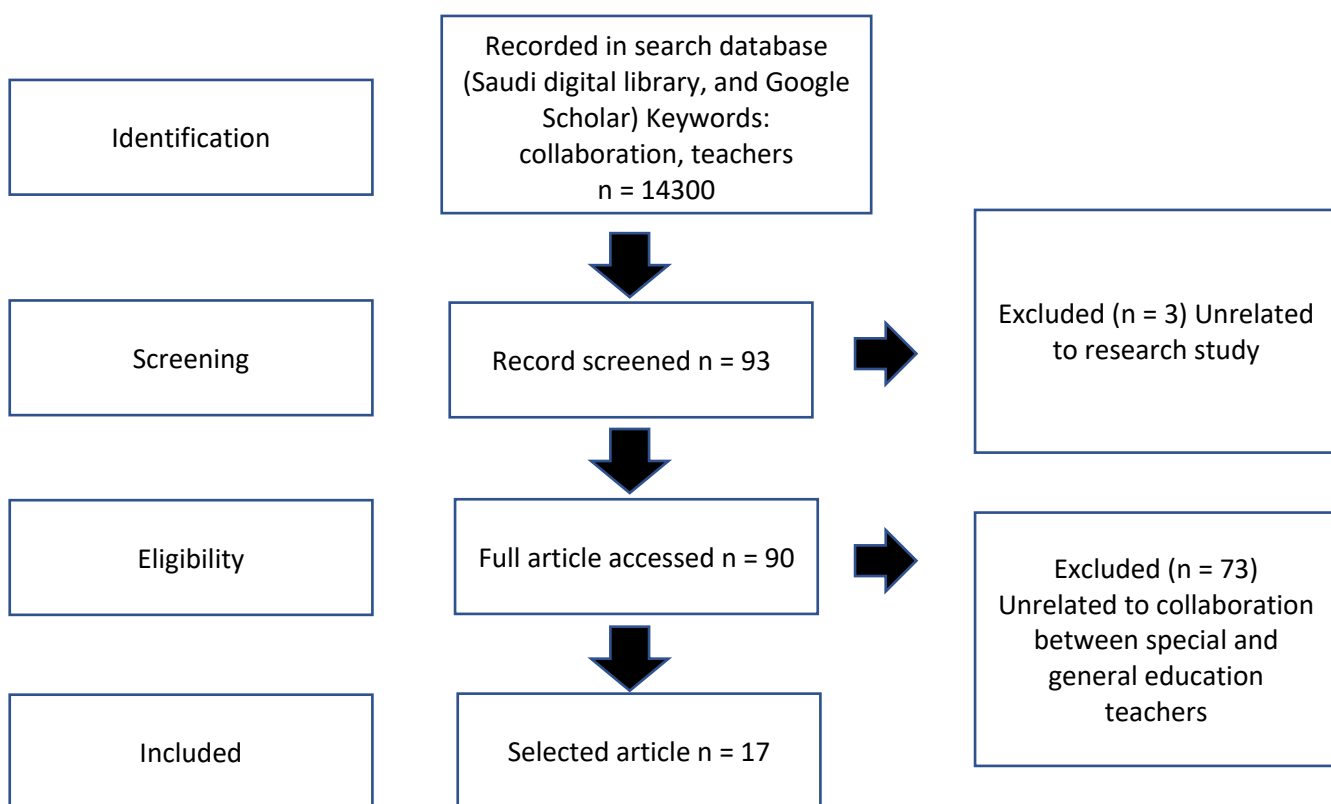 Identification
Recorded in search database
(Saudi digital library, and Google
Scholar) Keywords:
collaboration, teachers
n = 14300
Screening
Record screened n = 93
Excluded (n = 3) Unrelated
to research study
Eligibility
Full article accessed n = 90
Excluded (n = 73)
Unrelated to collaboration
between special and
general education
teachers
Included
Selected article n = 17